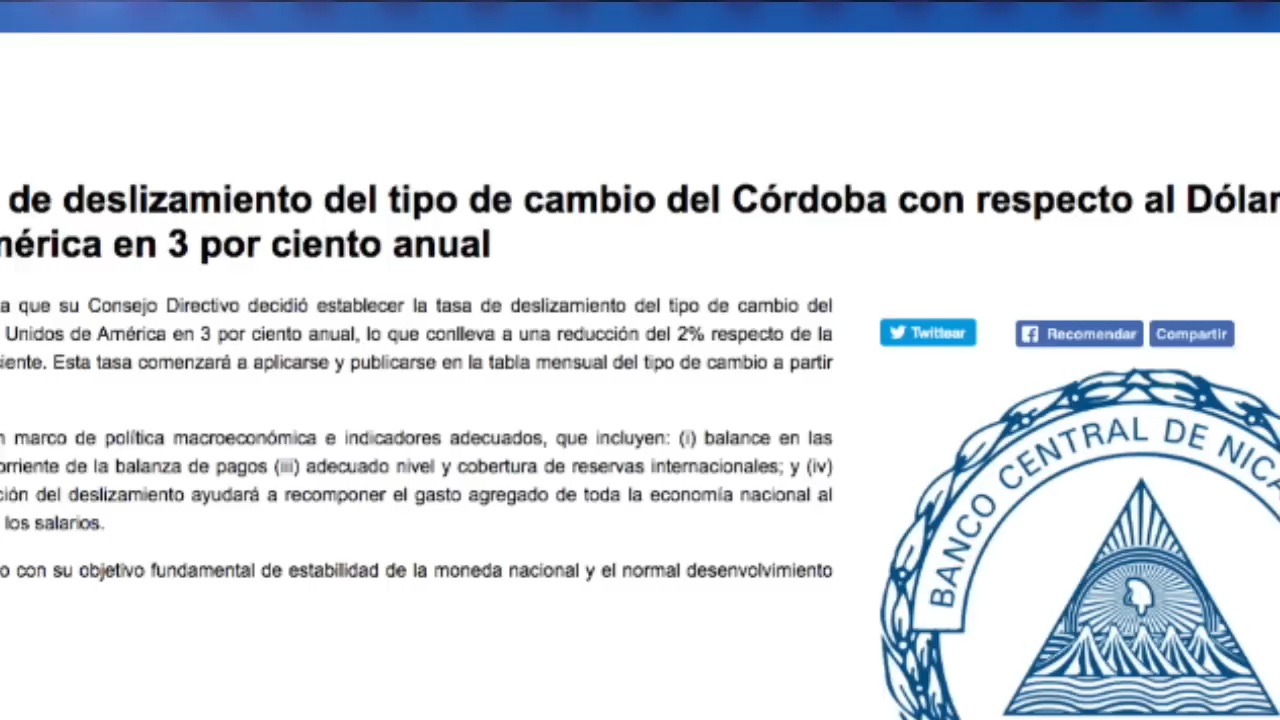 de deslizamiento del tipo de cambio del Córdoba con respecto al Dólar
mérica en 3 por ciento anual
a que su Consejo Directivo decidió establecer la tasa de deslizamiento del tipo de cambio del
Unidos de América en 3 por ciento anual, lo que conlleva a una reducción del 2% respecto de la
iente. Esta tasa comenzará a aplicarse y publicarse en la tabla mensual del tipo de cambio a partir
n marco de política macroeconómica e indicadores adecuados, que incluyen: (i) balance en las
orriente de la balanza de pagos (iii) adecuado nivel y cobertura de reservas internacionales; y (iv)
ción del deslizamiento ayudará a recomponer el gasto agregado de toda la economía nacional al
los salarios.
o con su objetivo fundamental de estabilidad de la moneda nacional y el normal desenvolvimiento
Twittear
Recomendar
Compartir
BANCO CENTRAL DE NICA